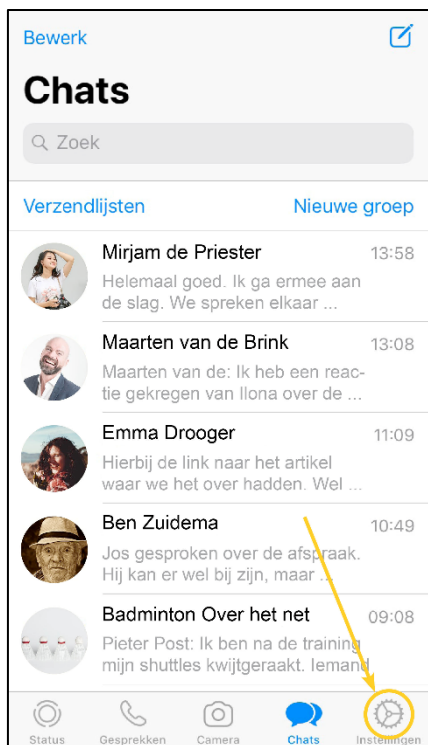 Bewerk
Chats
Zoek
Verzendlijsten Nieuwe groep
Mirjam de Priester 13:58
Helemaal goed. Ik ga ermee aan
de slag. We spreken elkaar ...
Maarten van de Brink 13:08
Maarten van de: Ik heb een reac-
tie gekregen van Ilona over de ...
Emma Drooger 11:09
Hierbij de link naar het artikel
waar we het over hadden. Wel ...
Ben Zuidema 10:49
Jos gesproken over de afspraak.
Hij kan er wel bij zijn, maar ...
Badminton Over het net 09:08
Pieter Post: Ik ben na de training
mijn shuttles kwijtgeraakt. Iemand
Status Gesprekken Camera Chats Instellingen